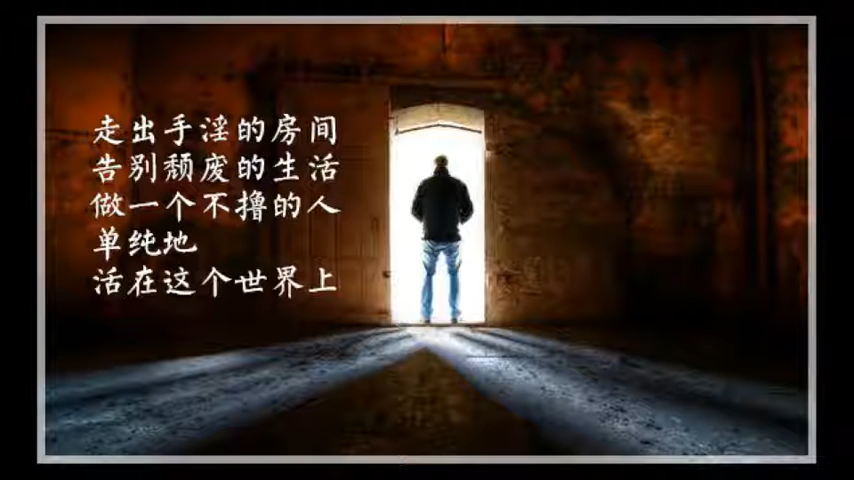 走出手淫的房间
告别颓废的生活
做一个不撸的人
单纯地
活在这个世界上